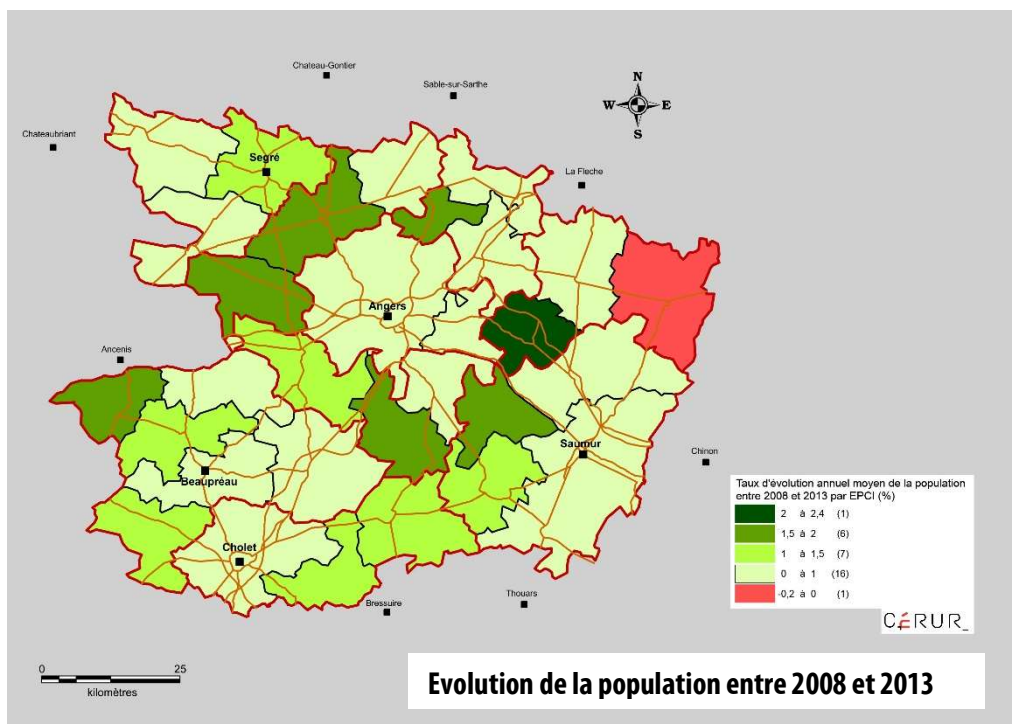 Chateau-Gontier
Sable-sur-Sarthe
N
W E
S
Chateaubriant
Segré
La Fleche
Angers
Ancenis
Saumur
Chinon
Beaupréau
Cholet
Bressuire
Thouars
Taux d'évolution annuel moyen de la population
entre 2008 et 2013 par EPCI (%)
2 à 2,4 (1)
1,5 à 2 (6)
1 à 1,5 (7)
0 à 1 (16)
-0,2 à 0 (1)
CÉRUR_
0 25
kilomètres
Evolution de la population entre 2008 et 2013